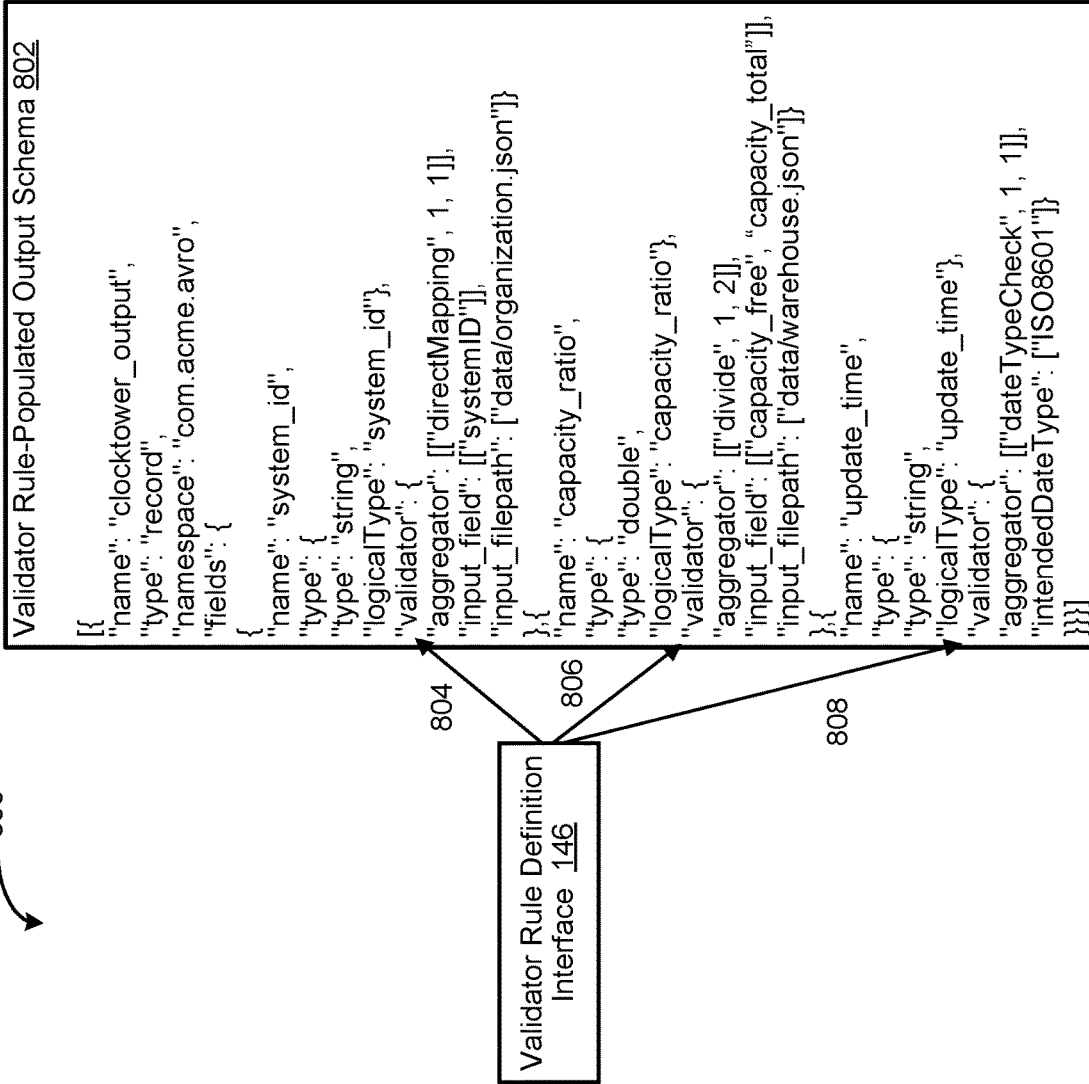 Validator Rule-Populated Output Schema 802
[{
"name": "clocktower_output",
"type": "record",
"namespace": "com.acme.avro",
"fields": {
{
"name": "system_id",
"type": {
"type": "string",
"logicalType": "system_id"},
"validator": {
"aggregator": [["directMapping", 1, 1]],
"input_field": [["systemID"]],
"input_filepath": ["data/organization.json"]}
},{
"name": "capacity_ratio",
"type": {
"type": "double",
"logicalType": "capacity_ratio"},
"validator": {
"aggregator": [["divide", 1, 2]],
"input_field": [["capacity_free", “capacity_total”]],
"input_filepath": ["data/warehouse.json"]}
},{
"name": "update_time",
"type": {
"type": "string",
"logicalType": "update_time"},
"validator": {
"aggregator": [["dateTypeCheck", 1, 1]],
"intendedDateType": ["ISO8601"]}
}}}]
804
806
808
Validator Rule Definition
Interface 146